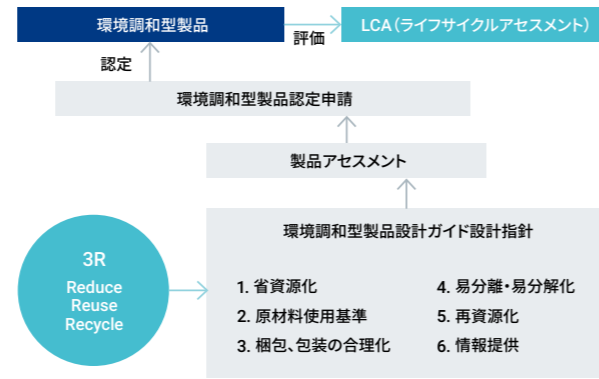 環境調和型製品
評価
LCA（ライフサイクルアセスメント）
認定
環境調和型製品認定申請
製品アセスメント
3R
Reduce
Reuse
Recycle
環境調和型製品設計ガイド設計指針
1. 省資源化
2. 原材料使用基準
3. 梱包、包装の合理化
4. 易分離・易分解化
5. 再資源化
6. 情報提供